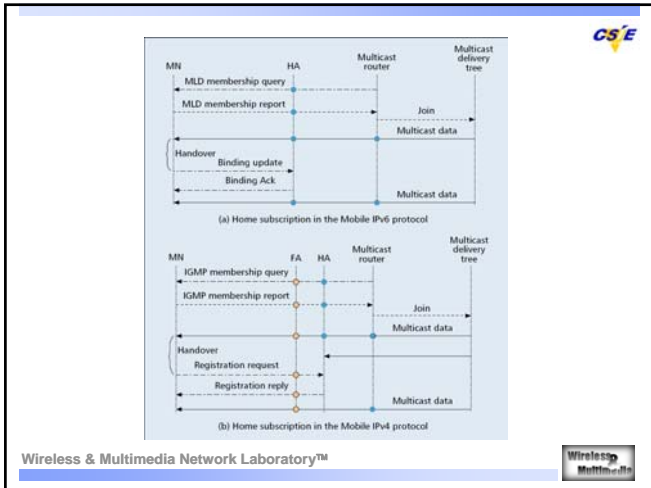 CSIE
Multicast
Multicast delivery
MN HA router tree
MLD membership query
MLD membership report
Join
Multicast data
Handover
Binding update
Binding Ack
Multicast data
(a) Home subscription in the Mobile IPv6 protocol
Multicast
Multicast delivery
MN FA HA router tree
IGMP membership query
IGMP membership report
Join
Multicast data
Handover
Registration request
Registration reply
Multicast data
(b) Home subscription in the Mobile IPv4 protocol
Wireless & Multimedia Network Laboratory™
Wireless
Multimedia